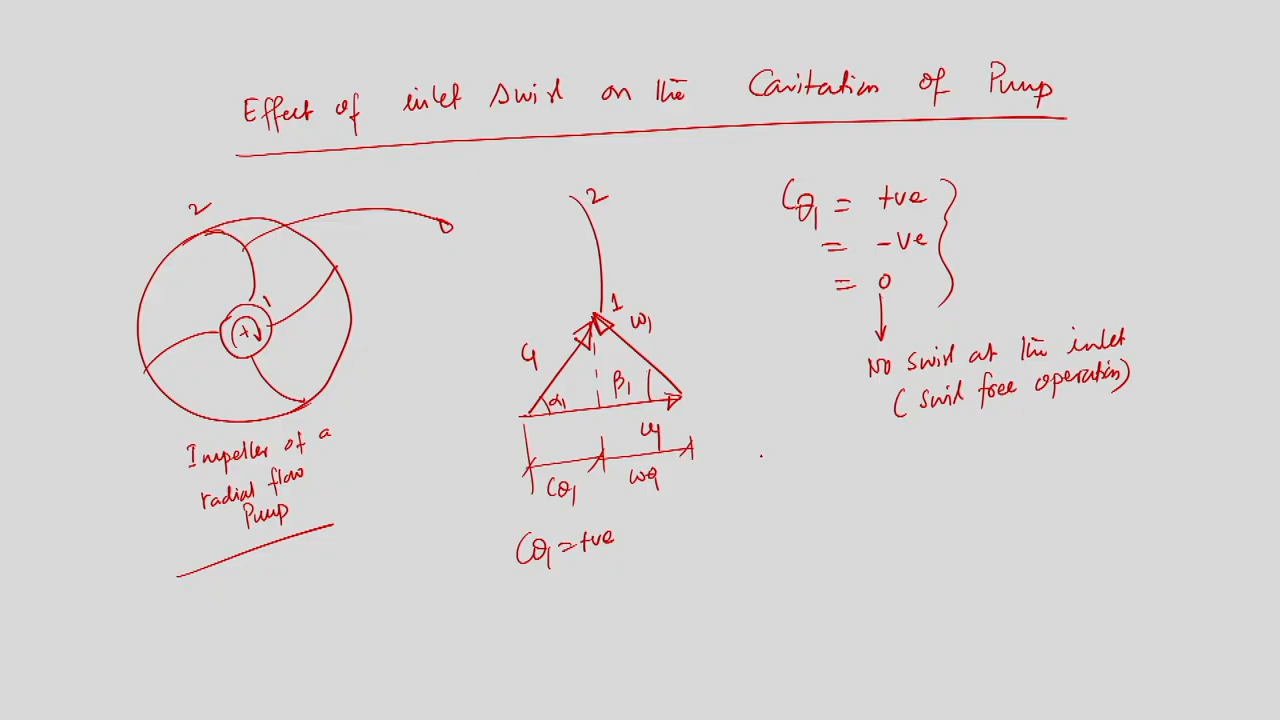 Effect of inlet swirl on the Cavitation of Pump
2
1
+
Impeller of a
radial flow
Pump
2
1
C1
w1
α1
β1
u1
Cθ1
wθ1
Cθ1 = +ve
Cθ1 = +ve
= -ve
= 0
No swirl at the inlet
( swirl free operation)